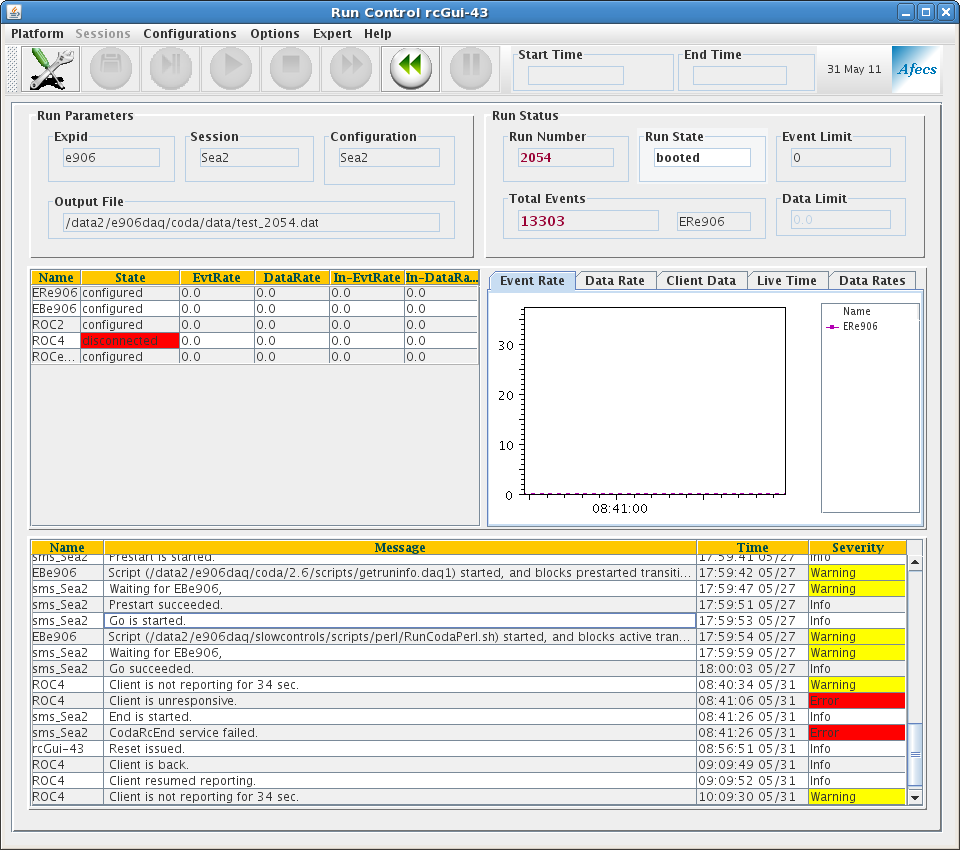 Run Control rcGui-43
Platform Sessions Configurations Options Expert Help
Start Time End Time 31 May 11 Afecs
Run Parameters
Expid Session Configuration
e906 Sea2 Sea2
Output File
/data2/e906daq/coda/data/test_2054.dat
Run Status
Run Number Run State Event Limit
2054 booted 0
Total Events Data Limit
13303 ERe906 0.0
Name State EvtRate DataRate In-EvtRate In-DataRa...
ERe906 configured 0.0 0.0 0.0 0.0
EBe906 configured 0.0 0.0 0.0 0.0
ROC2 configured 0.0 0.0 0.0 0.0
ROC4 disconnected 0.0 0.0 0.0 0.0
ROCe... configured 0.0 0.0 0.0 0.0
Event Rate Data Rate Client Data Live Time Data Rates
Name
ERe906
30
20
10
0
08:41:00
Name Message Time Severity
sms_Sea2 Prestart is started. 17:59:41 05/27 Info
EBe906 Script (/data2/e906daq/coda/2.6/scripts/getruninfo.daq1) started, and blocks prestarted transiti... 17:59:42 05/27 Warning
sms_Sea2 Waiting for EBe906, 17:59:47 05/27 Warning
sms_Sea2 Prestart succeeded. 17:59:51 05/27 Info
sms_Sea2 Go is started. 17:59:53 05/27 Info
EBe906 Script (/data2/e906daq/slowcontrols/scripts/perl/RunCodaPerl.sh) started, and blocks active tran... 17:59:54 05/27 Warning
sms_Sea2 Waiting for EBe906, 17:59:59 05/27 Warning
sms_Sea2 Go succeeded. 18:00:03 05/27 Info
ROC4 Client is not reporting for 34 sec. 08:40:34 05/31 Warning
ROC4 Client is unresponsive. 08:41:06 05/31 Error
sms_Sea2 End is started. 08:41:26 05/31 Info
sms_Sea2 CodaRcEnd service failed. 08:41:26 05/31 Error
rcGui-43 Reset issued. 08:56:51 05/31 Info
ROC4 Client is back. 09:09:49 05/31 Info
ROC4 Client resumed reporting. 09:09:52 05/31 Info
ROC4 Client is not reporting for 34 sec. 10:09:30 05/31 Warning